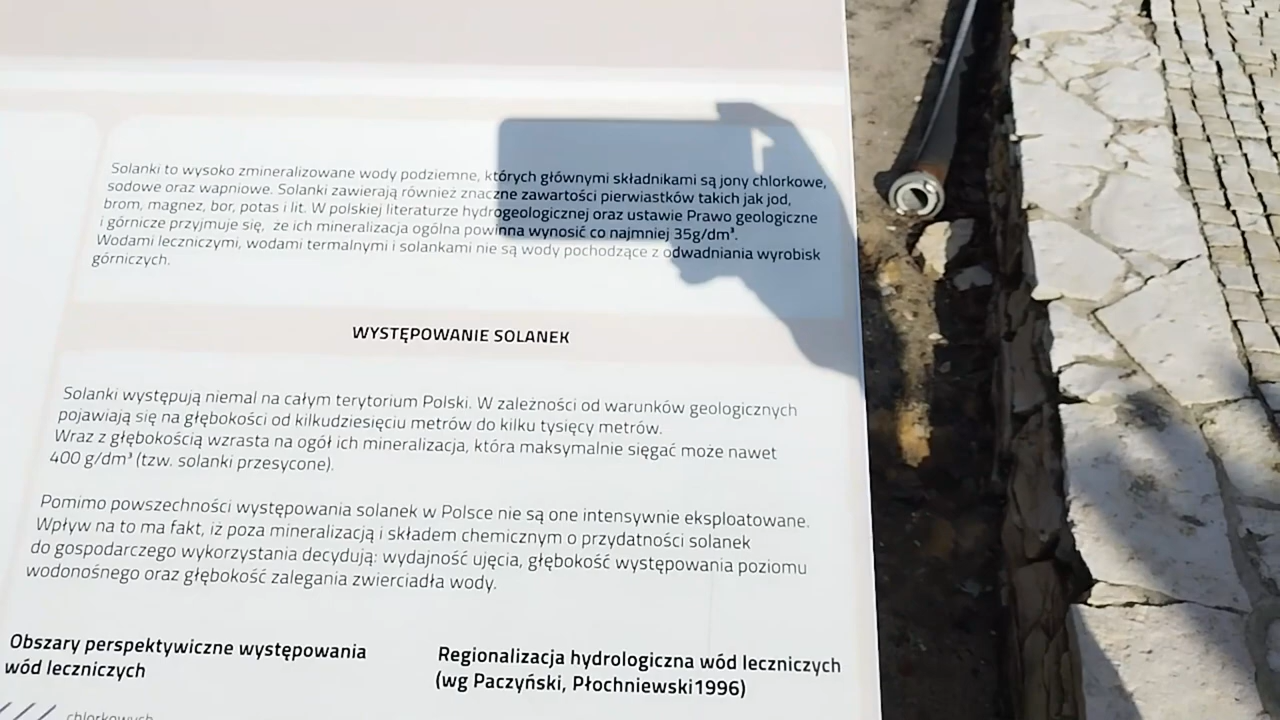 Solanki to wysoko zmineralizowane wody podziemne, których głównymi składnikami są jony chlorkowe,
sodowe oraz wapniowe. Solanki zawierają również znaczne zawartości pierwiastków takich jak jod,
brom, magnez, bor, potas i lit. W polskiej literaturze hydrogeologicznej oraz ustawie Prawo geologiczne
i górnicze przyjmuje się, że ich mineralizacja ogólna powinna wynosić co najmniej 35g/dm³.
Wodami leczniczymi, wodami termalnymi i solankami nie są wody pochodzące z odwadniania wyrobisk
górniczych.
WYSTĘPOWANIE SOLANEK
Solanki występują niemal na całym terytorium Polski. W zależności od warunków geologicznych
pojawiają się na głębokości od kilkudziesięciu metrów do kilku tysięcy metrów.
Wraz z głębokością wzrasta na ogół ich mineralizacja, która maksymalnie sięgać może nawet
400 g/dm³ (tzw. solanki przesycone).
Pomimo powszechności występowania solanek w Polsce nie są one intensywnie eksploatowane.
Wpływ na to ma fakt, iż poza mineralizacją i składem chemicznym o przydatności solanek
do gospodarczego wykorzystania decydują: wydajność ujęcia, głębokość występowania poziomu
wodonośnego oraz głębokość zalegania zwierciadła wody.
Obszary perspektywiczne występowania
wód leczniczych
Regionalizacja hydrologiczna wód leczniczych
(wg Paczyński, Płochniewski1996)
chlorkowych